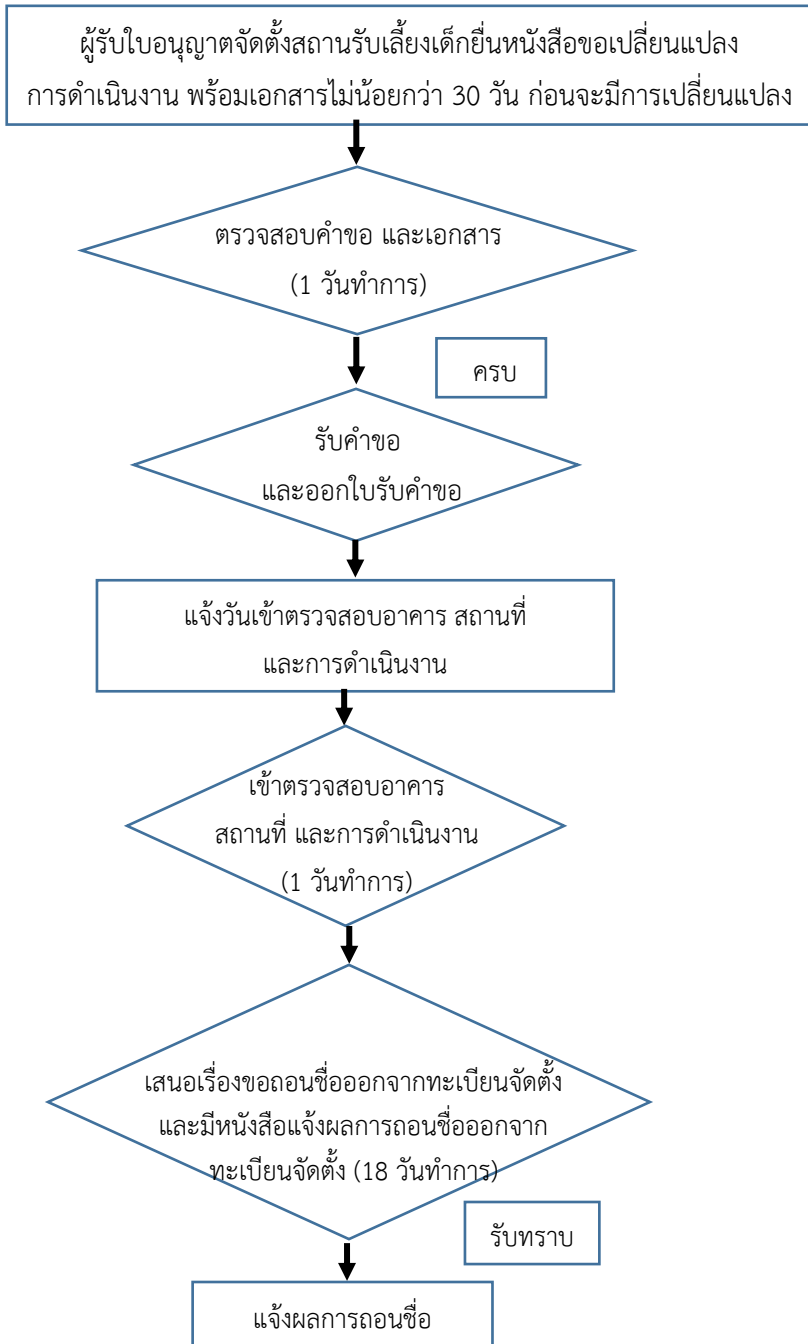 ผู้รับใบอนุญาตจัดตั้งสถานรับเลี้ยงเด็กยื่นหนังสือขอเปลี่ยนแปลง
การดำเนินงาน พร้อมเอกสารไม่น้อยกว่า 30 วัน ก่อนจะมีการเปลี่ยนแปลง
ตรวจสอบคำขอ และเอกสาร
(1 วันทำการ)
ครบ
รับคำขอ
และออกใบรับคำขอ
แจ้งวันเข้าตรวจสอบอาคาร สถานที่
และการดำเนินงาน
เข้าตรวจสอบอาคาร
สถานที่ และการดำเนินงาน
(1 วันทำการ)
เสนอเรื่องขอถอนชื่อออกจากทะเบียนจัดตั้ง
และมีหนังสือแจ้งผลการถอนชื่อออกจาก
ทะเบียนจัดตั้ง (18 วันทำการ)
รับทราบ
แจ้งผลการถอนชื่อ